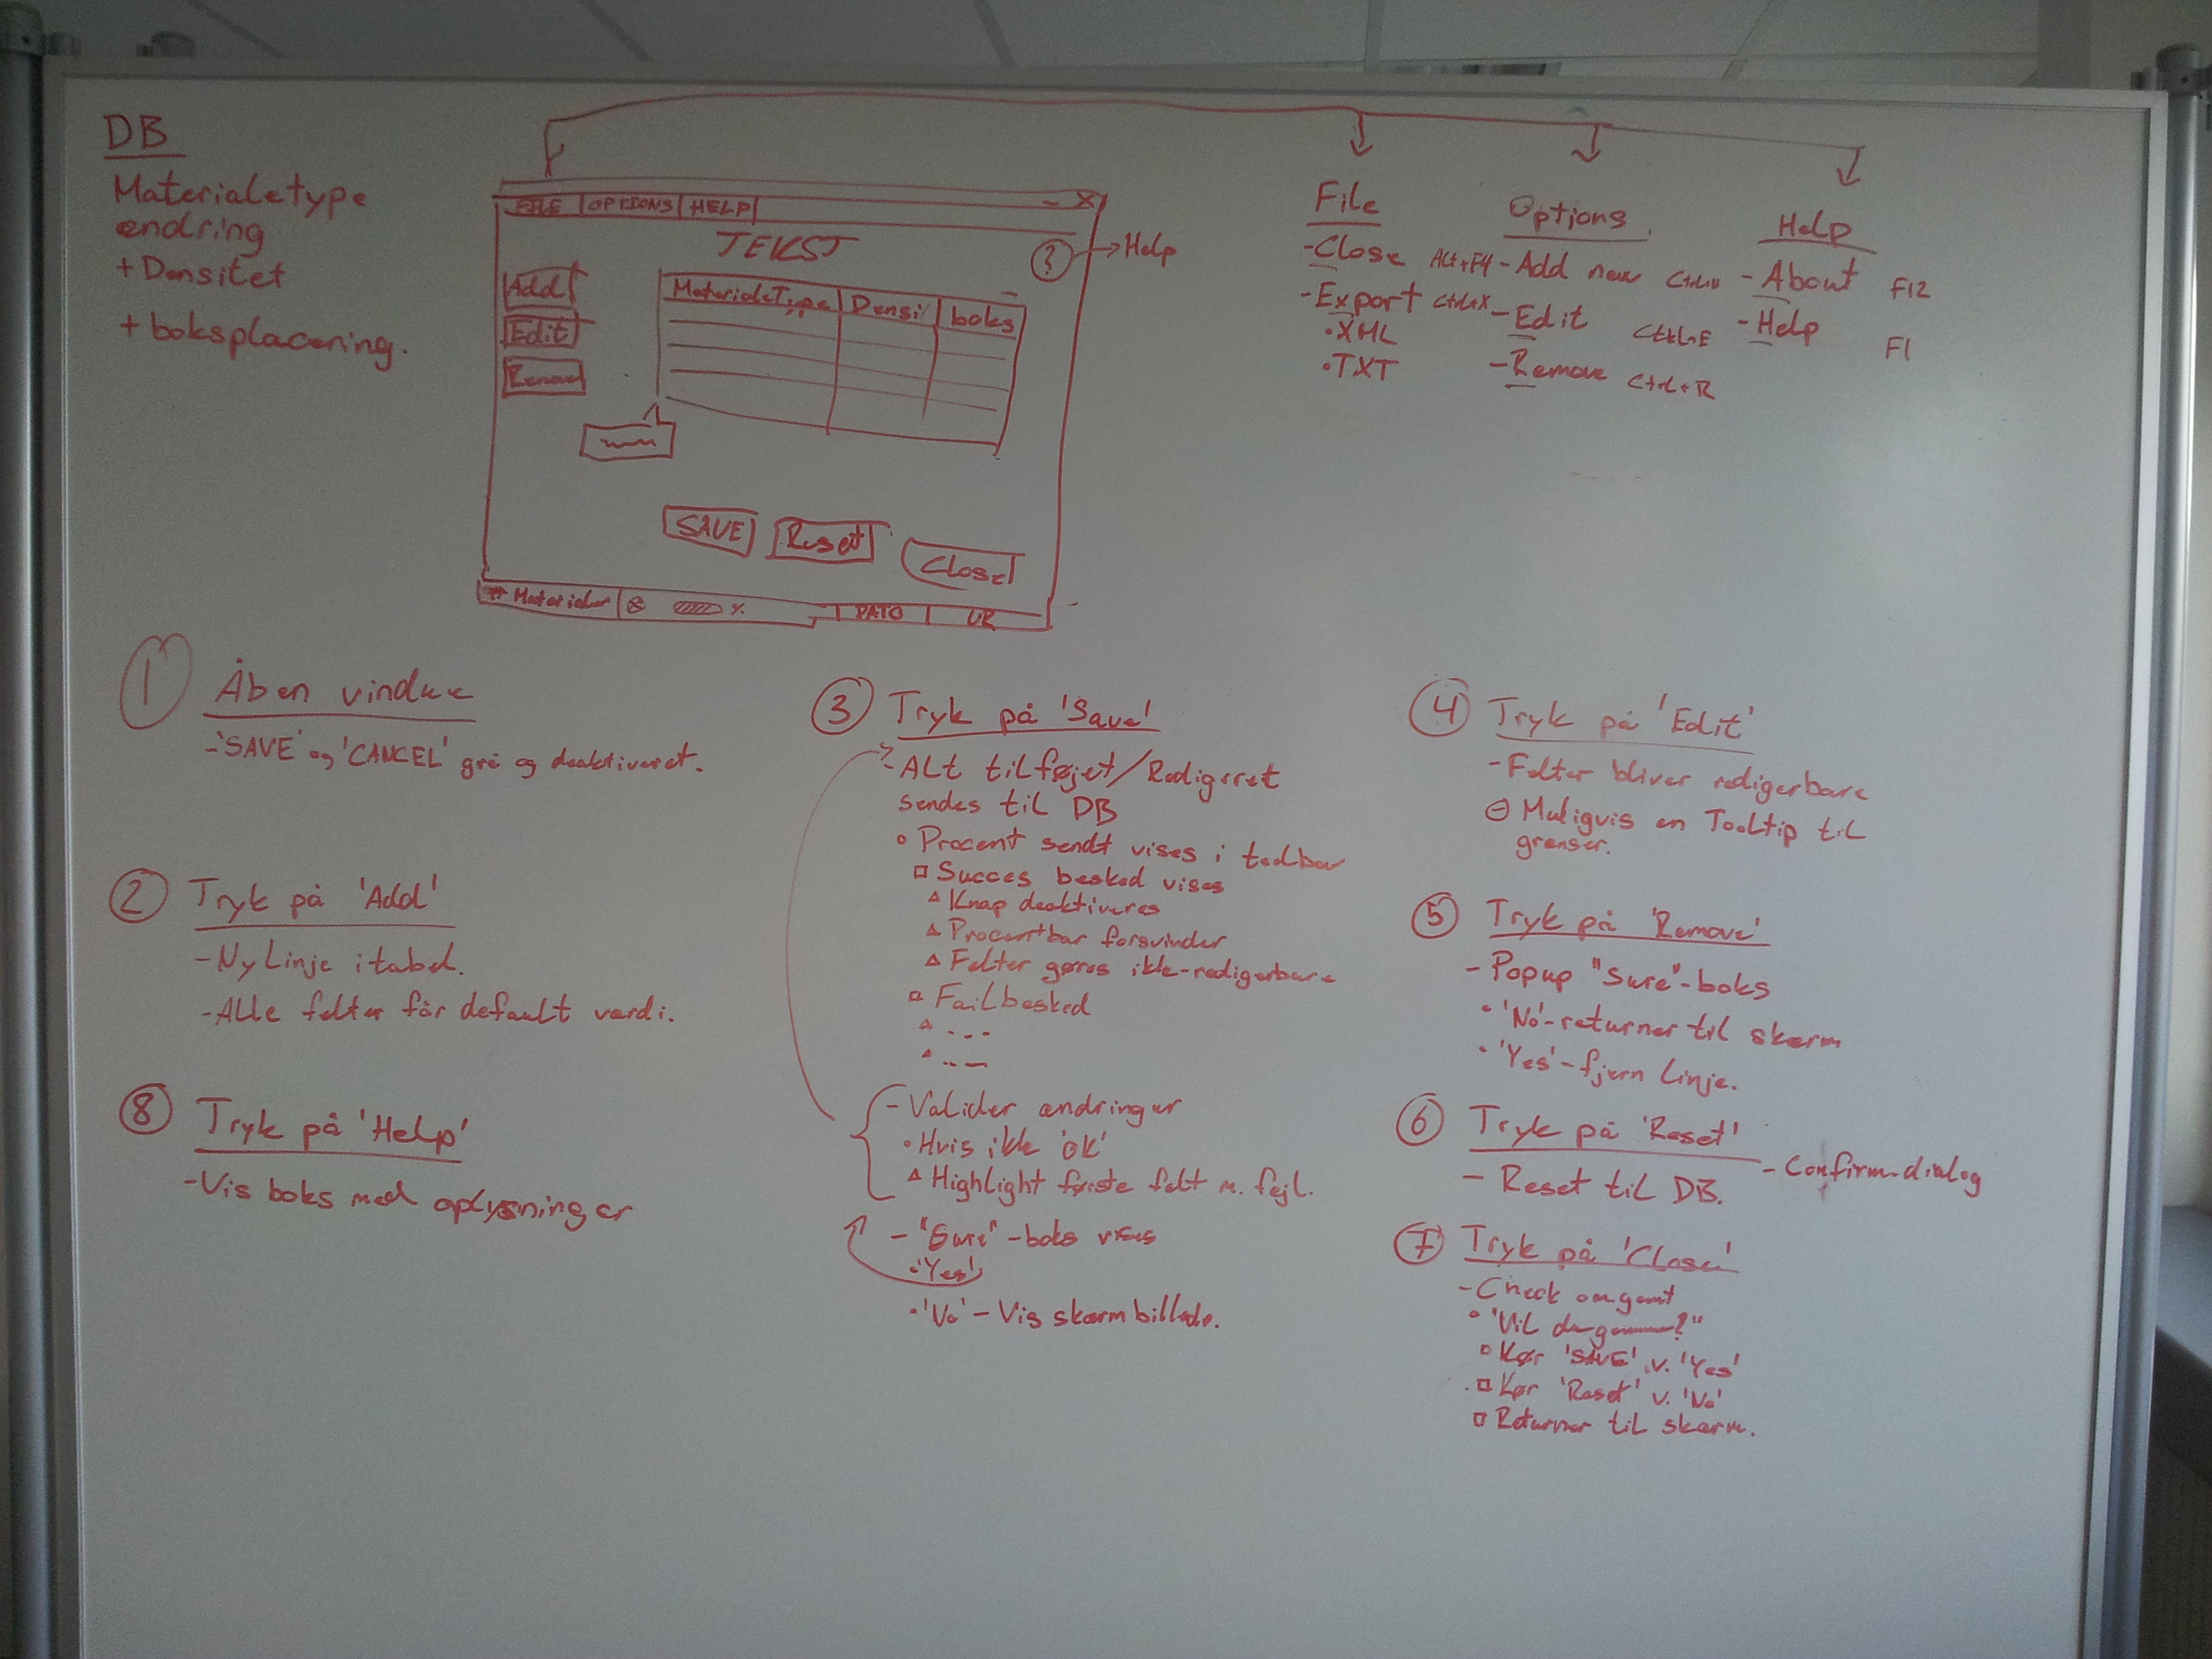 DB
Materialetype
ændring
+ Densitet
+ boksplacering.
FILE | OPTIONS | HELP |
- X
TEKST
? → Help
Add
Edit
Remove
MaterialeType | Densi | boks
SAVE
Reset
Close
# Materialer
%
DATO | UR
File
- Close Alt+F4
- Export Ctrl+X
• XML
• TXT
Options
- Add new Ctrl+N
- Edit Ctrl+E
- Remove Ctrl+R
Help
- About F12
- Help F1
① Åben vindue
- 'SAVE' og 'CANCEL' grå og deaktiveret.
② Tryk på 'Add'
- Ny linje i tabel.
- Alle felter får default værdi.
⑧ Tryk på 'Help'
- Vis boks med oplysninger
③ Tryk på 'Save'
- Alt tilføjet/Redigeret
sendes til DB
Procent sendt vises i toolbar
Succes besked vises
Knap deaktiveres
Procentbar forsvinder
Felter gøres ikke-redigerbare
Fail besked
- - -
- - -
- Valider ændringer
• Hvis ikke 'OK'
Highlight første felt m. fejl.
- "Sure"-boks vises
• 'Yes'
• 'No' - Vis skærmbillede.
④ Tryk på 'Edit'
- Felter bliver redigerbare
Muligvis en Tooltip til
grænser.
⑤ Tryk på 'Remove'
- Popup "Sure"-boks
• 'No' - returner til skærm
• 'Yes' - fjern linje.
⑥ Tryk på 'Reset'
- Reset til DB.
- Confirm-dialog
⑦ Tryk på 'Close'
- Check om gemt
• "Vil du gemme?"
Kør 'SAVE' v. 'Yes'
Kør 'Reset' v. 'No'
Returner til skærm.